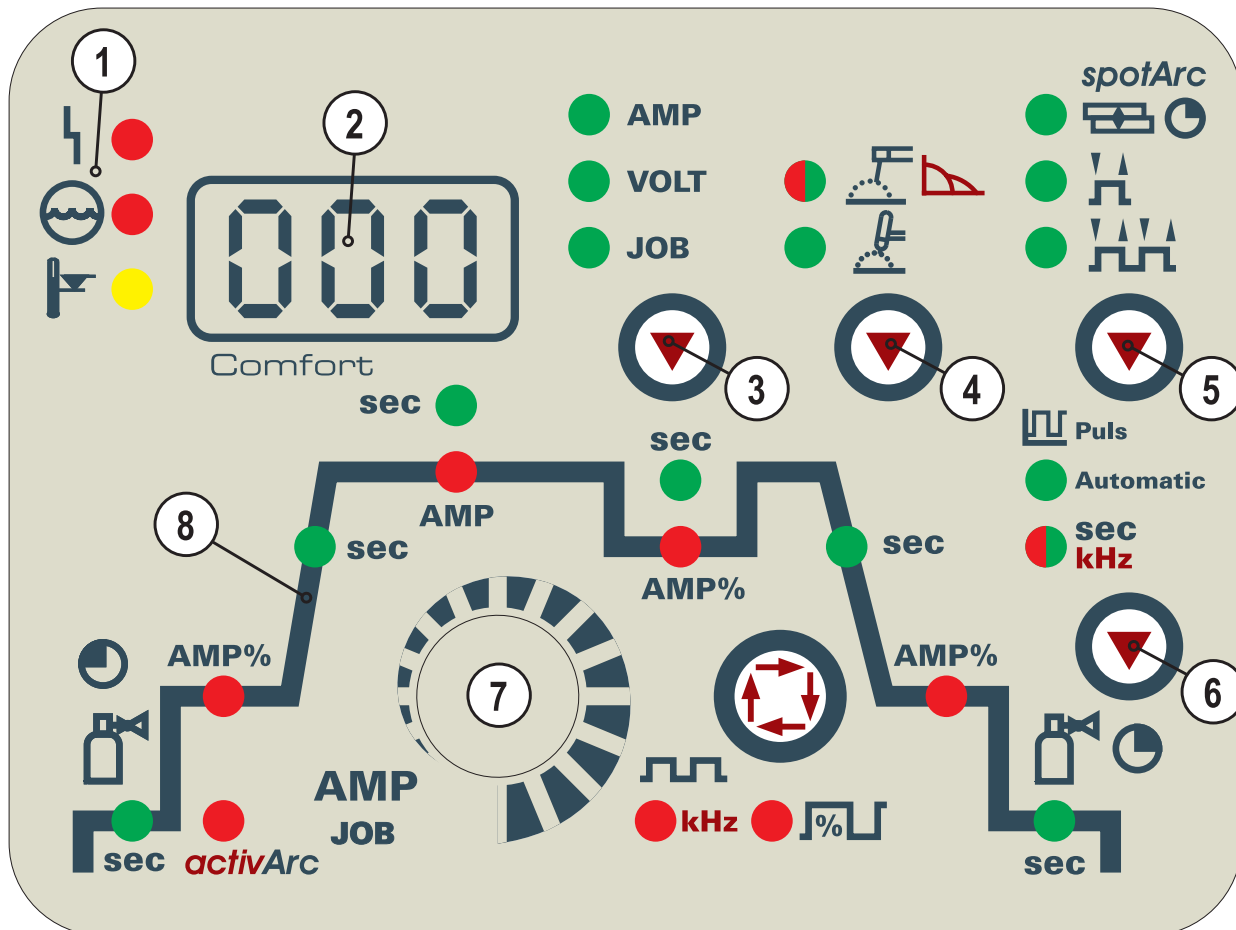 spotArc
1
2
AMP
VOLT
JOB
000
Comfort
3
4
5
sec
AMP
sec
AMP%
Puls
Automatic
sec
kHz
8
sec
sec
6
AMP%
7
AMP%
AMP
JOB
kHz
%
sec
activArc
sec